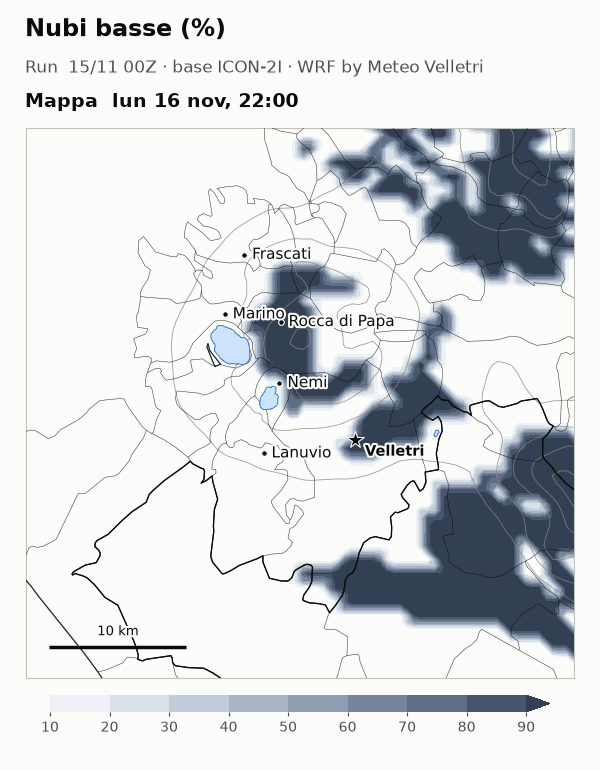 Nubi basse (%)
Run  15/11 00Z · base ICON-2I · WRF by Meteo Velletri
Mappa  lun 16 nov, 22:00
Frascati
Marino
Rocca di Papa
Nemi
Velletri
Lanuvio
10 km
10 20 30 40 50 60 70 80 90